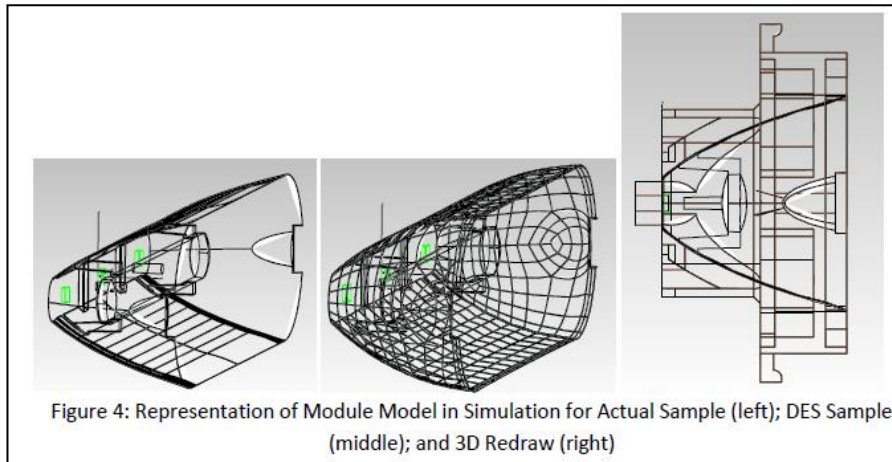 Figure 4: Representation of Module Model in Simulation for Actual Sample (left); DES Sample
(middle); and 3D Redraw (right)